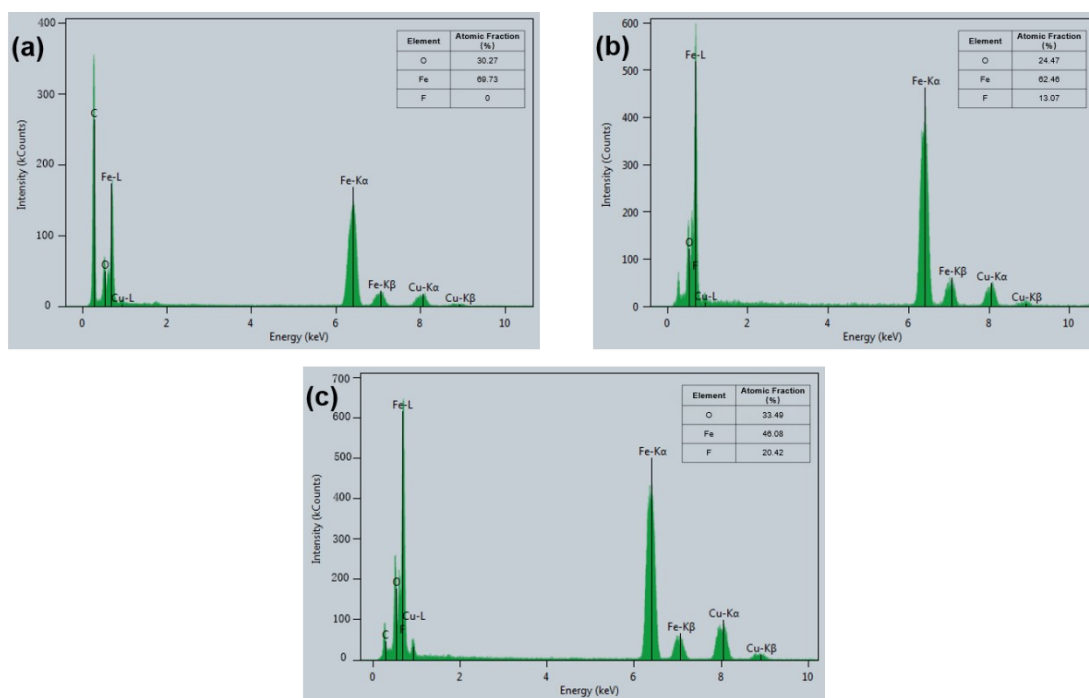 (a)
400
300
200
100
0
Intensity (kCounts)
C
O
Fe-L
Cu-L
Fe-Kα
Fe-Kβ
Cu-Kα
Cu-Kβ
0 2 4 6 8 10
Energy (keV)
Element Atomic Fraction
(%)
O 30.27
Fe 69.73
F 0
(b)
600
500
400
300
200
100
0
Intensity (Counts)
Fe-L
O
F
Cu-L
Fe-Kα
Fe-Kβ
Cu-Kα
Cu-Kβ
0 2 4 6 8 10
Energy (keV)
Element Atomic Fraction
(%)
O 24.47
Fe 62.46
F 13.07
(c)
700
600
500
400
300
200
100
0
Intensity (kCounts)
Fe-L
C
O
F
Cu-L
Fe-Kα
Fe-Kβ
Cu-Kα
Cu-Kβ
0 2 4 6 8 10
Energy (keV)
Element Atomic Fraction
(%)
O 33.49
Fe 46.08
F 20.42